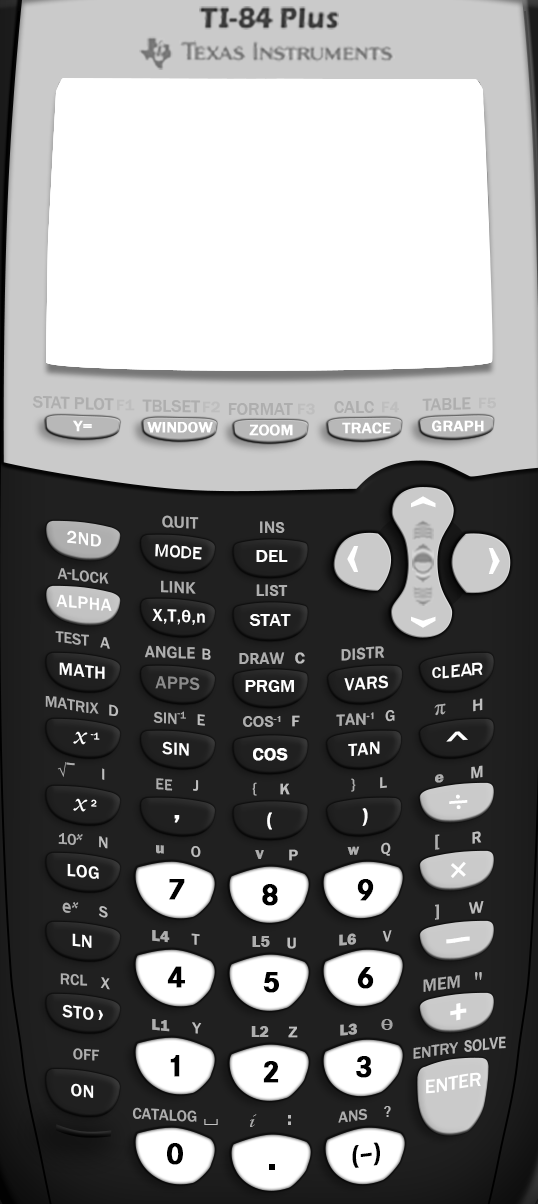 TI-84 Plus
TEXAS INSTRUMENTS
STAT PLOT F1 TBLSET F2 FORMAT F3 CALC F4 TABLE F5
Y= WINDOW ZOOM TRACE GRAPH
QUIT INS
2ND MODE DEL
A-LOCK LINK LIST
ALPHA X,T,θ,n STAT
TEST A ANGLE B DRAW C DISTR
MATH APPS PRGM VARS CLEAR
MATRIX D SIN⁻¹ E COS⁻¹ F TAN⁻¹ G π H
x⁻¹ SIN COS TAN ^
√‾ I EE J { K } L e M
x² , ( ) ÷
10ˣ N u O v P w Q [ R
LOG 7 8 9 ×
eˣ S L4 T L5 U L6 V ] W
LN 4 5 6 −
RCL X L1 Y L2 Z L3 Θ MEM "
STO› 1 2 3 +
OFF CATALOG ⎵ i : ANS ? ENTRY SOLVE
ON 0 . (−) ENTER